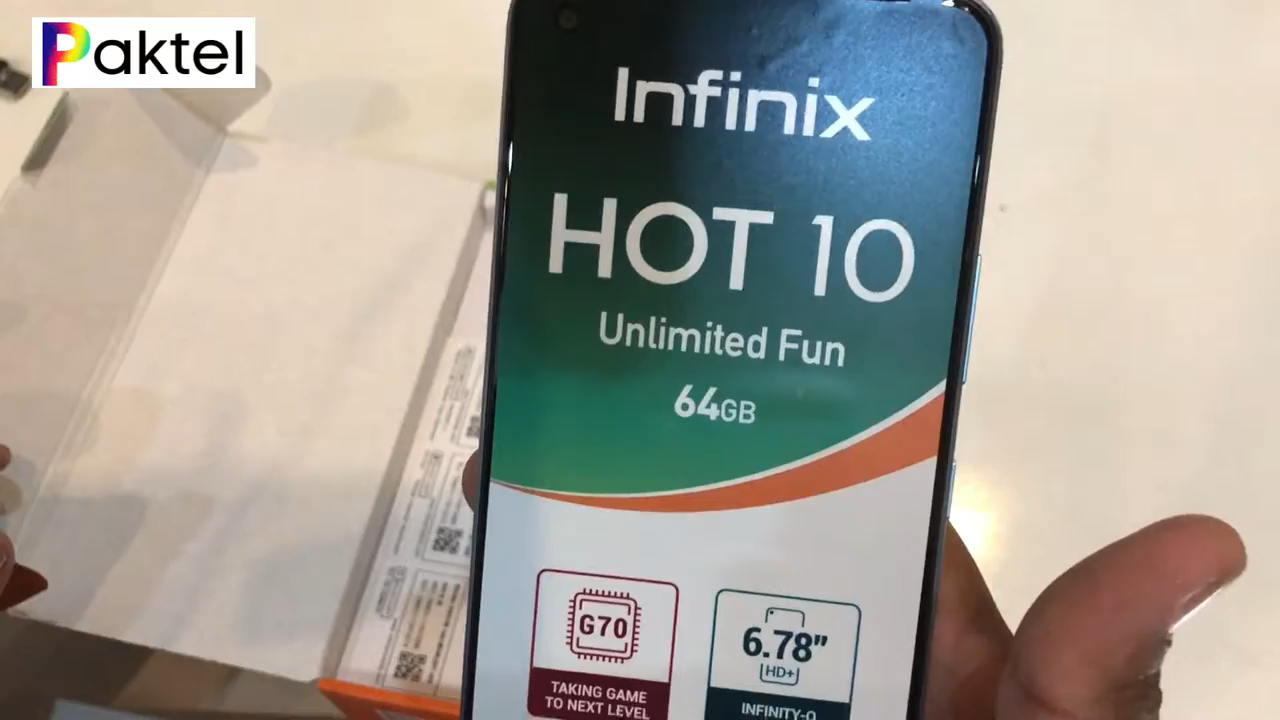 Paktel
Infinix
HOT 10
Unlimited Fun
64GB
G70
TAKING GAME
TO NEXT LEVEL
6.78"
HD+
INFINITY-O